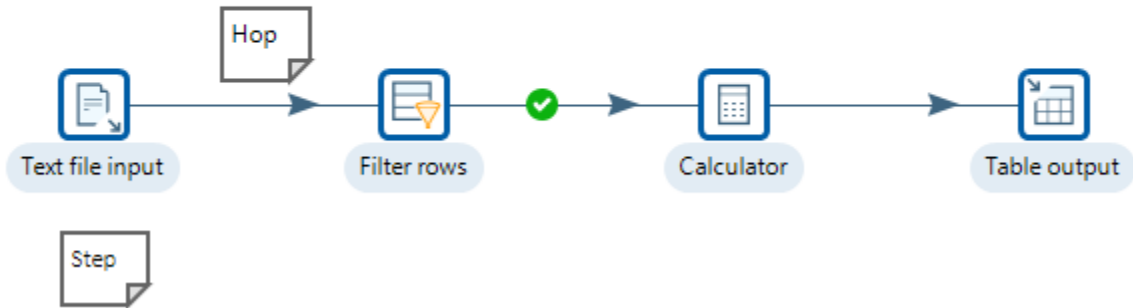 Hop
Text file input
Filter rows
Calculator
Table output
Step